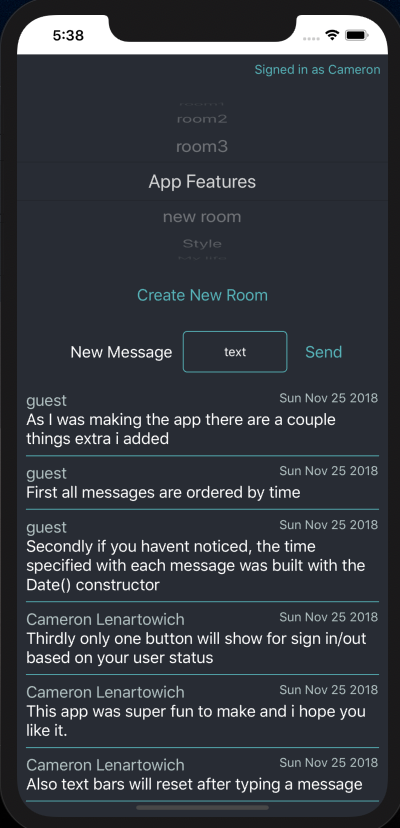 5:38
Signed in as Cameron
room1
room2
room3
App Features
new room
Style
My life
Create New Room
New Message text Send
guest Sun Nov 25 2018
As I was making the app there are a couple
things extra i added
guest Sun Nov 25 2018
First all messages are ordered by time
guest Sun Nov 25 2018
Secondly if you havent noticed, the time
specified with each message was built with the
Date() constructor
Cameron Lenartowich Sun Nov 25 2018
Thirdly only one button will show for sign in/out
based on your user status
Cameron Lenartowich Sun Nov 25 2018
This app was super fun to make and i hope you
like it.
Cameron Lenartowich Sun Nov 25 2018
Also text bars will reset after typing a message